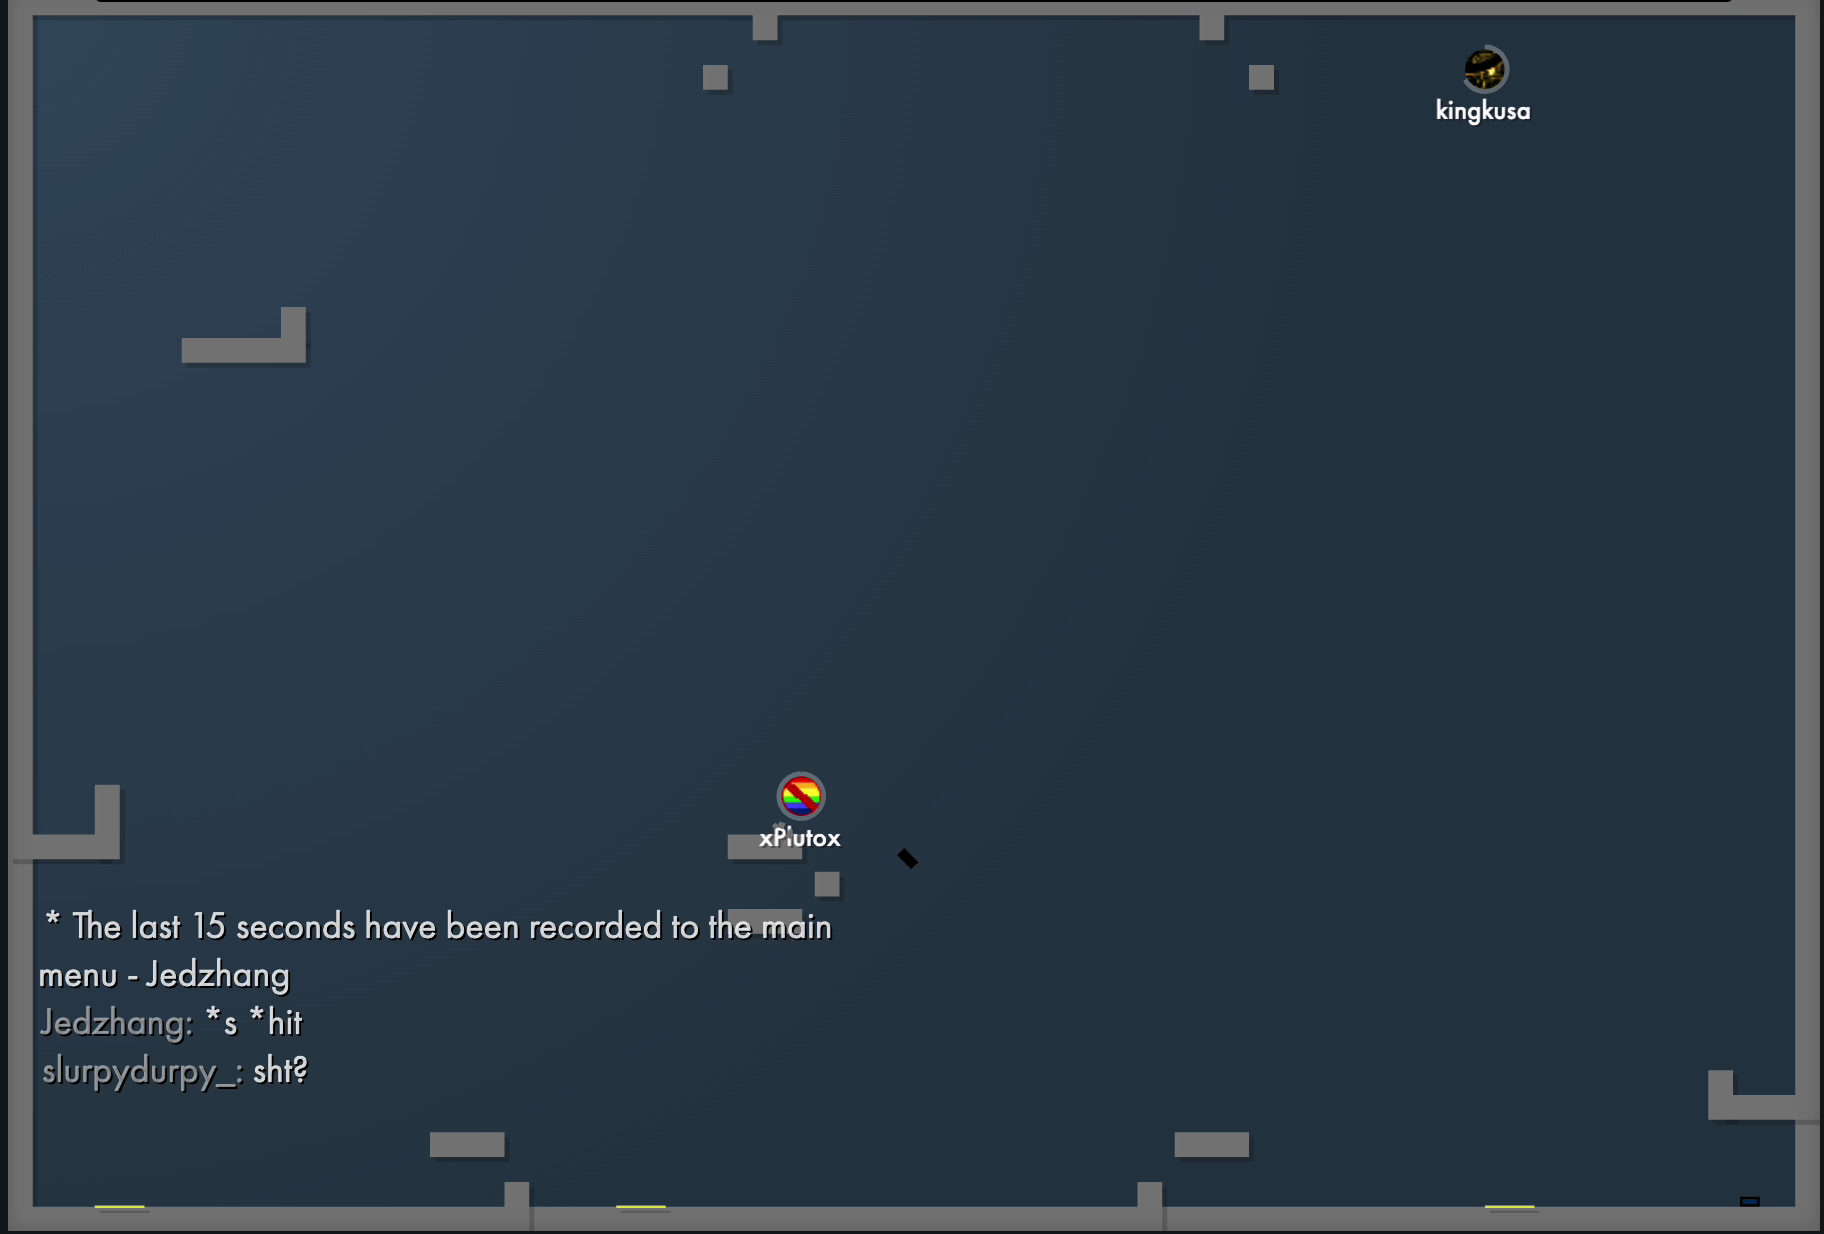 kingkusa
xPlutox
* The last 15 seconds have been recorded to the main
menu - Jedzhang
Jedzhang: *s *hit
slurpydurpy_: sht?